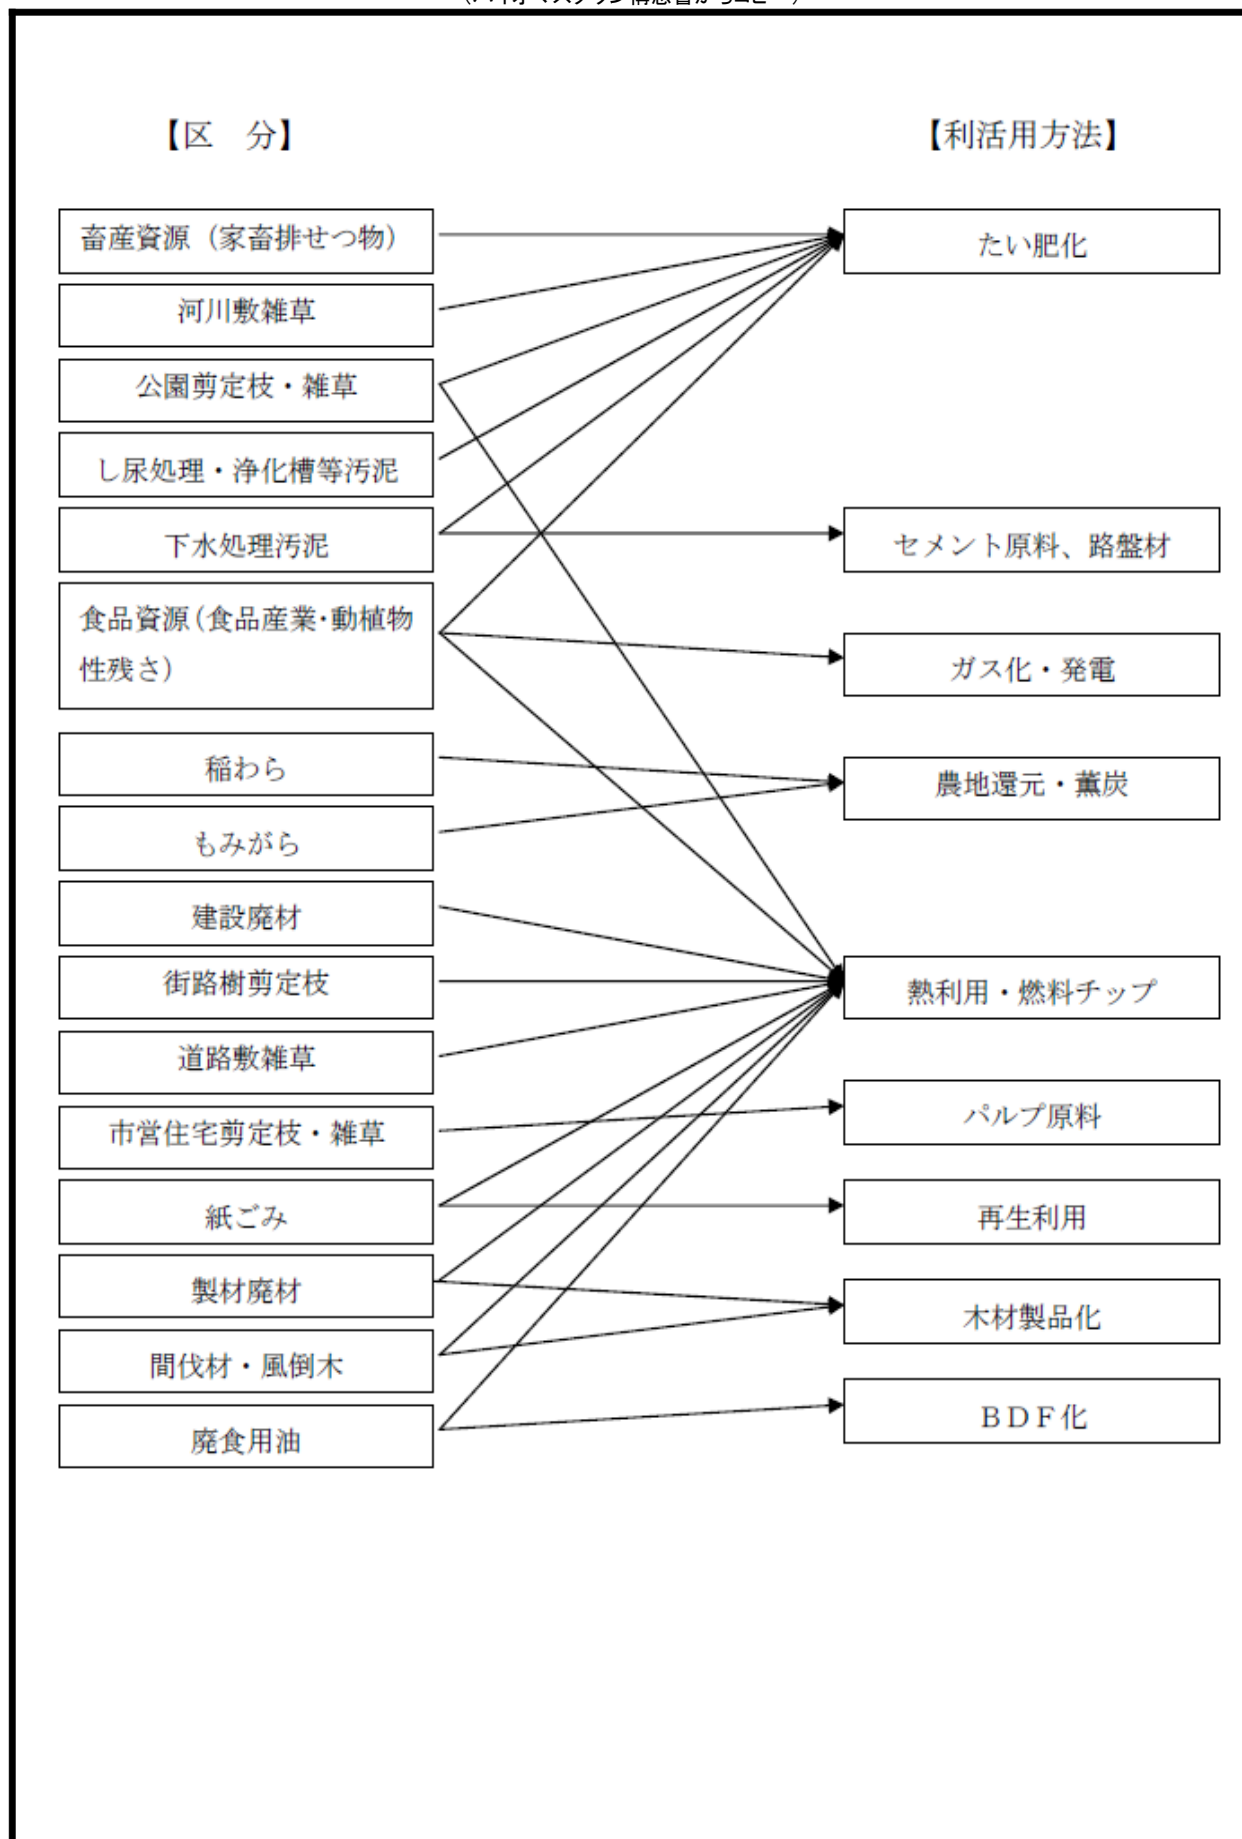 【区　分】
【利活用方法】
畜産資源（家畜排せつ物）
たい肥化
河川敷雑草
公園剪定枝・雑草
し尿処理・浄化槽等汚泥
下水処理汚泥
セメント原料、路盤材
食品資源（食品産業・動植物
性残さ）
ガス化・発電
稲わら
農地還元・薫炭
もみがら
建設廃材
街路樹剪定枝
熱利用・燃料チップ
道路敷雑草
市営住宅剪定枝・雑草
パルプ原料
紙ごみ
再生利用
製材廃材
木材製品化
間伐材・風倒木
廃食用油
ＢＤＦ化